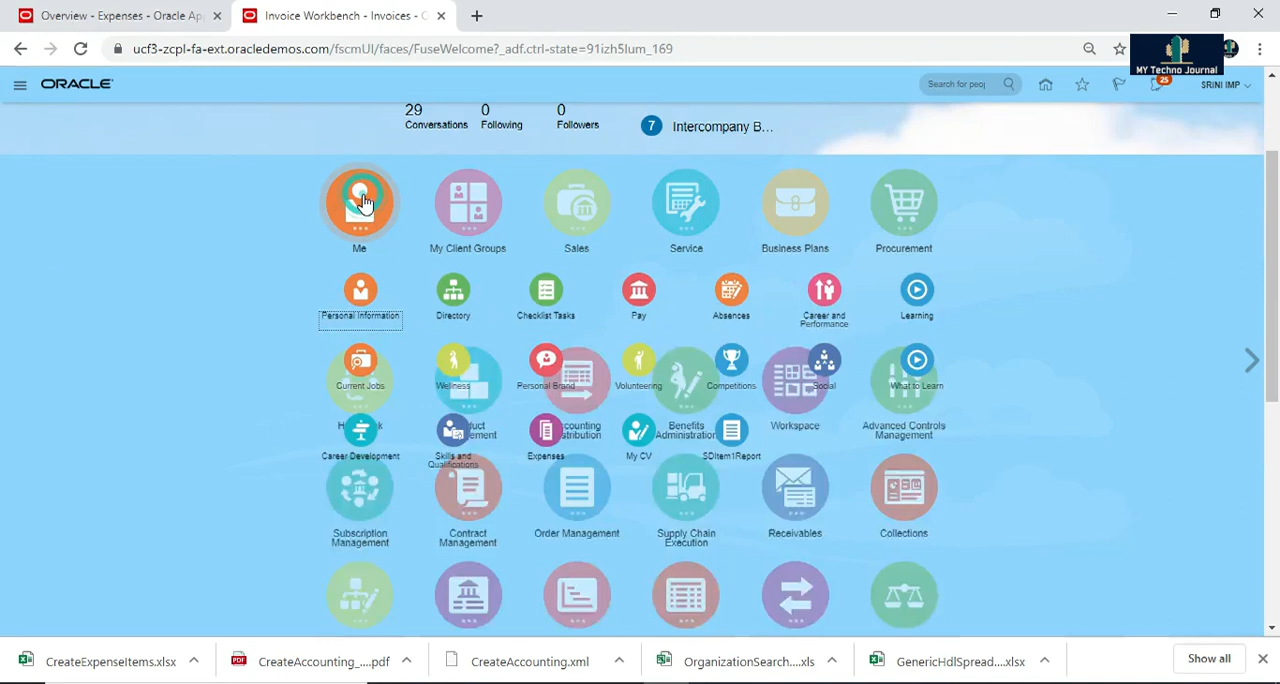 Overview - Expenses - Oracle Ap
Invoice Workbench - Invoices -
ucf3-zcpl-fa-ext.oracledemos.com/fscmUI/faces/FuseWelcome?_adf.ctrl-state=91izh5lum_169
MY Techno Journal
ORACLE
Search for peo
25
SRINI IMP
29 0 0
Conversations Following Followers
7 Intercompany B...
Me My Client Groups Sales Service Business Plans Procurement
Personal Information Directory Checklist Tasks Pay Absences Career and Performance Learning
Current Jobs Wellness Personal Brand Volunteering Competitions Social What to Learn
Benefits Administration Workspace Advanced Controls Management
Career Development Skills and Qualifications Expenses My CV SDItem1Report
Subscription Management Contract Management Order Management Supply Chain Execution Receivables Collections
CreateExpenseItems.xlsx CreateAccounting_....pdf CreateAccounting.xml OrganizationSearch....xls GenericHdlSpread....xlsx Show all